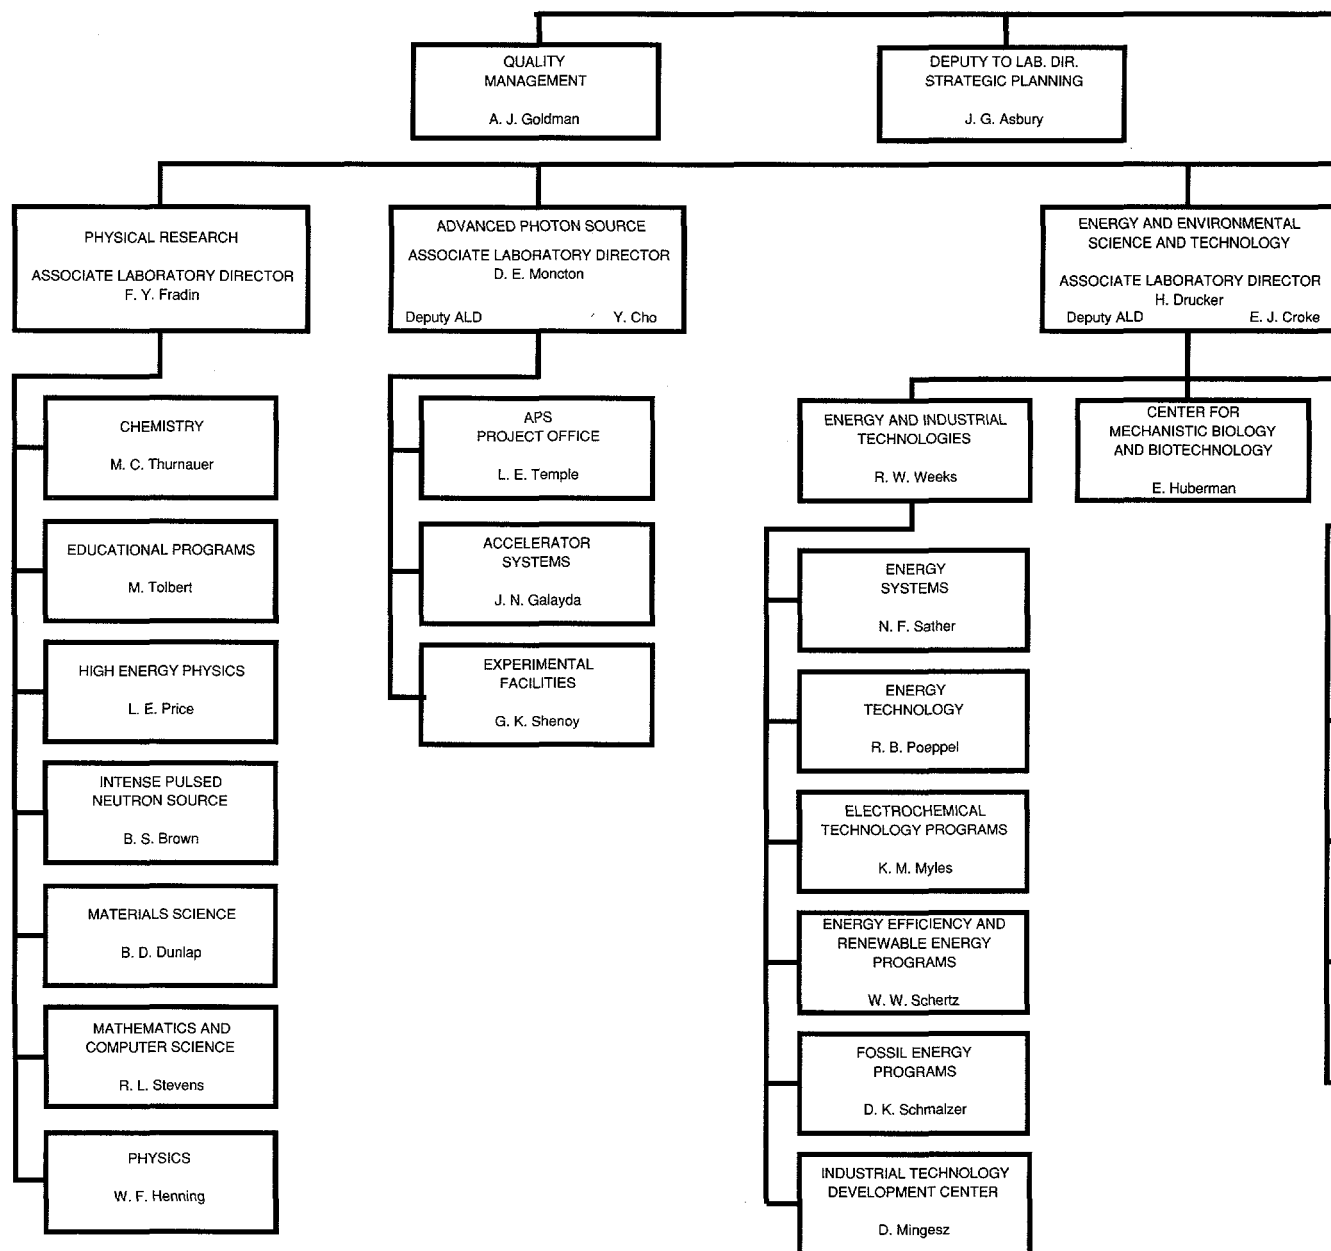 QUALITY
MANAGEMENT
A. J. Goldman
DEPUTY TO LAB. DIR.
STRATEGIC PLANNING
J. G. Asbury
PHYSICAL RESEARCH
ASSOCIATE LABORATORY DIRECTOR
F. Y. Fradin
ADVANCED PHOTON SOURCE
ASSOCIATE LABORATORY DIRECTOR
D. E. Moncton
Deputy ALD Y. Cho
ENERGY AND ENVIRONMENTAL
SCIENCE AND TECHNOLOGY
ASSOCIATE LABORATORY DIRECTOR
H. Drucker
Deputy ALD E. J. Croke
CHEMISTRY
M. C. Thurnauer
EDUCATIONAL PROGRAMS
M. Tolbert
HIGH ENERGY PHYSICS
L. E. Price
INTENSE PULSED
NEUTRON SOURCE
B. S. Brown
MATERIALS SCIENCE
B. D. Dunlap
MATHEMATICS AND
COMPUTER SCIENCE
R. L. Stevens
PHYSICS
W. F. Henning
APS
PROJECT OFFICE
L. E. Temple
ACCELERATOR
SYSTEMS
J. N. Galayda
EXPERIMENTAL
FACILITIES
G. K. Shenoy
ENERGY AND INDUSTRIAL
TECHNOLOGIES
R. W. Weeks
CENTER FOR
MECHANISTIC BIOLOGY
AND BIOTECHNOLOGY
E. Huberman
ENERGY
SYSTEMS
N. F. Sather
ENERGY
TECHNOLOGY
R. B. Poeppel
ELECTROCHEMICAL
TECHNOLOGY PROGRAMS
K. M. Myles
ENERGY EFFICIENCY AND
RENEWABLE ENERGY
PROGRAMS
W. W. Schertz
FOSSIL ENERGY
PROGRAMS
D. K. Schmalzer
INDUSTRIAL TECHNOLOGY
DEVELOPMENT CENTER
D. Mingesz